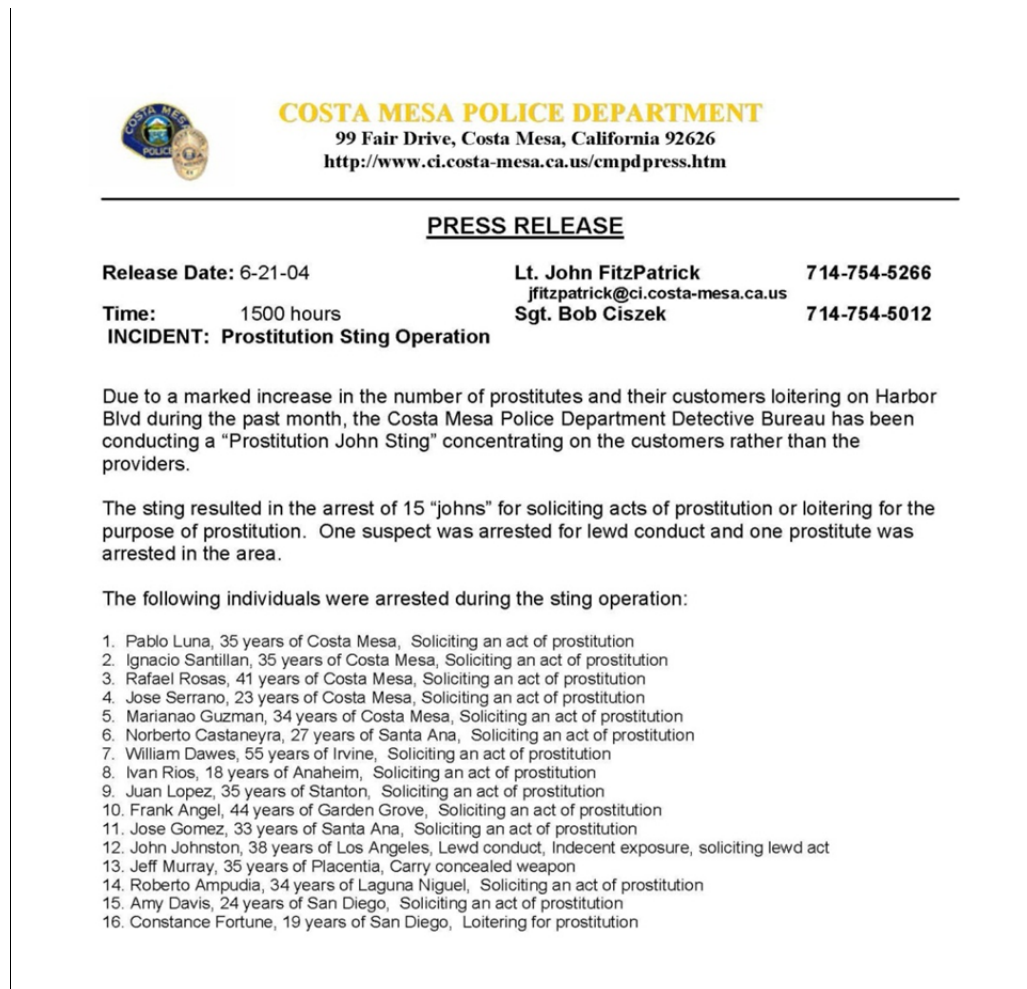 COSTA MESA
POLICE
COSTA MESA POLICE DEPARTMENT
99 Fair Drive, Costa Mesa, California 92626
http://www.ci.costa-mesa.ca.us/cmpdpress.htm
PRESS RELEASE
Release Date: 6-21-04 Lt. John FitzPatrick 714-754-5266
jfitzpatrick@ci.costa-mesa.ca.us
Time: 1500 hours Sgt. Bob Ciszek 714-754-5012
INCIDENT: Prostitution Sting Operation
Due to a marked increase in the number of prostitutes and their customers loitering on Harbor
Blvd during the past month, the Costa Mesa Police Department Detective Bureau has been
conducting a “Prostitution John Sting” concentrating on the customers rather than the
providers.
The sting resulted in the arrest of 15 “johns” for soliciting acts of prostitution or loitering for the
purpose of prostitution. One suspect was arrested for lewd conduct and one prostitute was
arrested in the area.
The following individuals were arrested during the sting operation:
1. Pablo Luna, 35 years of Costa Mesa, Soliciting an act of prostitution
2. Ignacio Santillan, 35 years of Costa Mesa, Soliciting an act of prostitution
3. Rafael Rosas, 41 years of Costa Mesa, Soliciting an act of prostitution
4. Jose Serrano, 23 years of Costa Mesa, Soliciting an act of prostitution
5. Marianao Guzman, 34 years of Costa Mesa, Soliciting an act of prostitution
6. Norberto Castaneyra, 27 years of Santa Ana, Soliciting an act of prostitution
7. William Dawes, 55 years of Irvine, Soliciting an act of prostitution
8. Ivan Rios, 18 years of Anaheim, Soliciting an act of prostitution
9. Juan Lopez, 35 years of Stanton, Soliciting an act of prostitution
10. Frank Angel, 44 years of Garden Grove, Soliciting an act of prostitution
11. Jose Gomez, 33 years of Santa Ana, Soliciting an act of prostitution
12. John Johnston, 38 years of Los Angeles, Lewd conduct, Indecent exposure, soliciting lewd act
13. Jeff Murray, 35 years of Placentia, Carry concealed weapon
14. Roberto Ampudia, 34 years of Laguna Niguel, Soliciting an act of prostitution
15. Amy Davis, 24 years of San Diego, Soliciting an act of prostitution
16. Constance Fortune, 19 years of San Diego, Loitering for prostitution